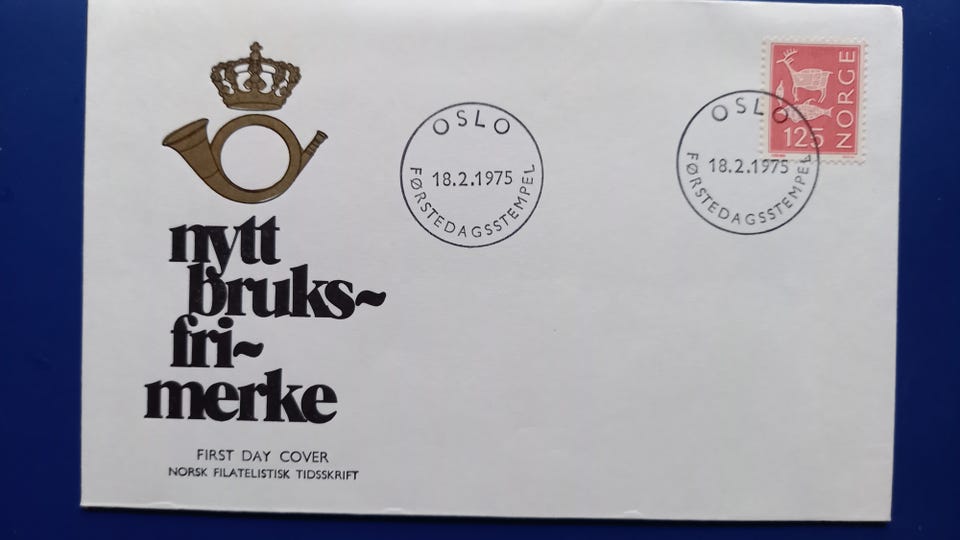 nytt
bruks~
fri~
merke
FIRST DAY COVER
NORSK FILATELISTISK TIDSSKRIFT
OSLO
18.2.1975
FØRSTEDAGSSTEMPEL
OSLO
18.2.1975
FØRSTEDAGSSTEMPEL
125
NORGE